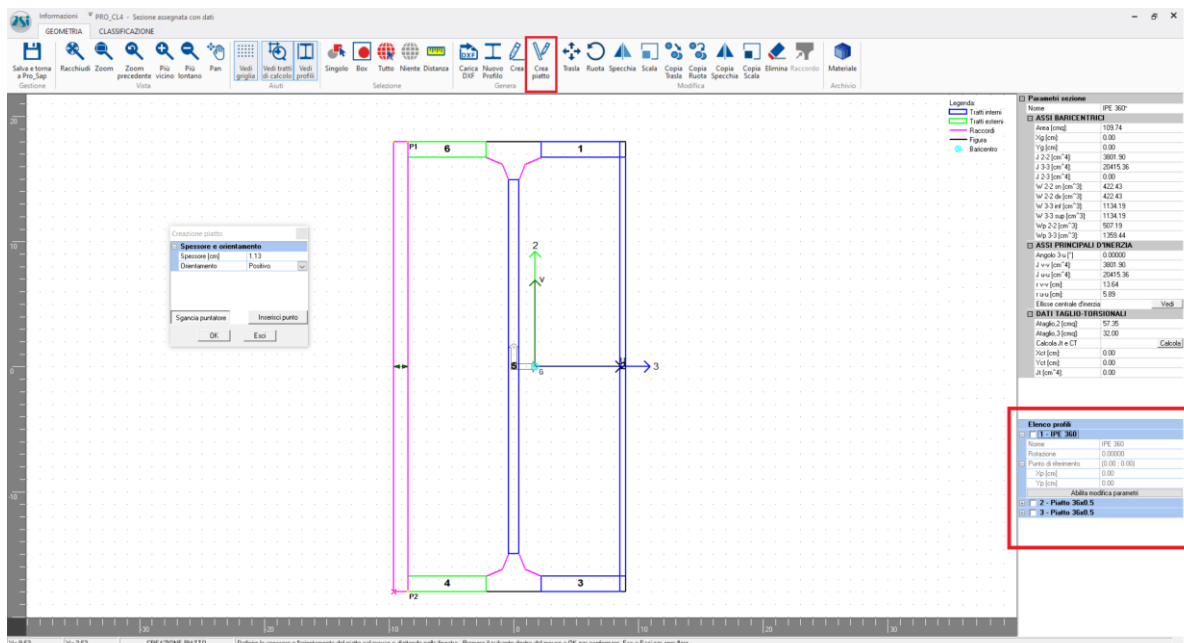 Informazioni PRO_CL4 - Sezione assegnata con dati
GEOMETRIA CLASSIFICAZIONE
Salva e torna a Pro_Sap
Racchiudi
Zoom
Zoom precedente
Più vicino
Più lontano
Pan
Vedi griglia
Vedi tratti di calcolo
Vedi profili
Singolo
Box
Tutto
Niente
Distanza
Carica DXF
Nuovo Profilo
Crea
Crea piatto
Trasla
Ruota
Specchia
Scala
Copia Trasla
Copia Ruota
Copia Specchia
Copia Scala
Elimina
Raccordo
Materiale
Gestione
Vista
Aiuti
Selezione
Genera
Modifica
Archivio
Legenda:
Tratti interni
Tratti esterni
Raccordi
Figura
Baricentro
P1 6 1
2
V
5
G
3
4 3
P2
20
10
0
-10
Creazione piatto
Spessore e orientamento
Spessore [cm] 1.13
Orientamento Positivo
Sgancia puntatore
Inserisci punto
OK
Esci
Parametri sezione
Nome IPE 360*
ASSI BARICENTRICI
Area [cmq]: 109.74
Xg [cm]: 0.00
Yg [cm]: 0.00
J 2-2 [cm^4]: 3801.90
J 3-3 [cm^4]: 20415.36
J 2-3 [cm^4]: 0.00
W 2-2 sn [cm^3]: 422.43
W 2-2 dx [cm^3]: 422.43
W 3-3 inf [cm^3]: 1134.19
W 3-3 sup [cm^3]: 1134.19
Wp 2-2 [cm^3]: 507.19
Wp 3-3 [cm^3]: 1359.44
ASSI PRINCIPALI D'INERZIA
Angolo 3-u [°]: 0.00000
J v-v [cm^4]: 3801.90
J u-u [cm^4]: 20415.36
r v-v [cm]: 13.64
r u-u [cm]: 5.89
Ellisse centrale d'inerzia Vedi
DATI TAGLIO-TORSIONALI
Ataglio,2 [cmq]: 57.35
Ataglio,3 [cmq]: 32.00
Calcola Jt e CT Calcola
Xct [cm]: 0.00
Yct [cm]: 0.00
Jt [cm^4]: 0.00
Elenco profili
1 - IPE 360
Nome IPE 360
Rotazione 0.00000
Punto di riferimento (0.00 ; 0.00)
Xp [cm] 0.00
Yp [cm] 0.00
Abilita modifica parametri
2 - Piatto 36x0.5
3 - Piatto 36x0.5